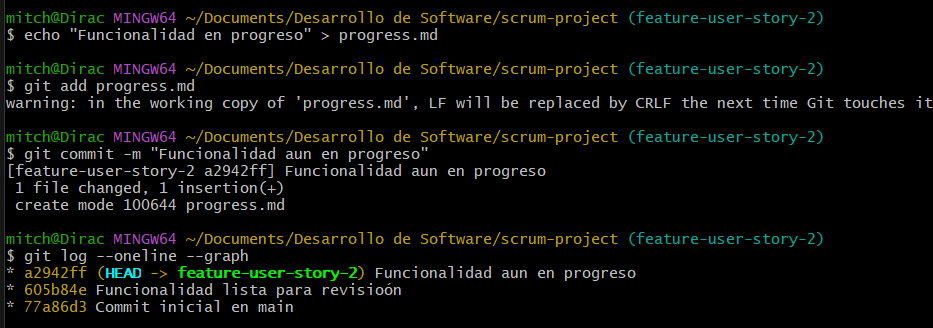 mitch@Dirac MINGW64 ~/Documents/Desarrollo de Software/scrum-project (feature-user-story-2)
$ echo "Funcionalidad en progreso" > progress.md
mitch@Dirac MINGW64 ~/Documents/Desarrollo de Software/scrum-project (feature-user-story-2)
$ git add progress.md
warning: in the working copy of 'progress.md', LF will be replaced by CRLF the next time Git touches it
mitch@Dirac MINGW64 ~/Documents/Desarrollo de Software/scrum-project (feature-user-story-2)
$ git commit -m "Funcionalidad aun en progreso"
[feature-user-story-2 a2942ff] Funcionalidad aun en progreso
 1 file changed, 1 insertion(+)
 create mode 100644 progress.md
mitch@Dirac MINGW64 ~/Documents/Desarrollo de Software/scrum-project (feature-user-story-2)
$ git log --oneline --graph
* a2942ff (HEAD -> feature-user-story-2) Funcionalidad aun en progreso
* 605b84e Funcionalidad lista para revisioón
* 77a86d3 Commit inicial en main